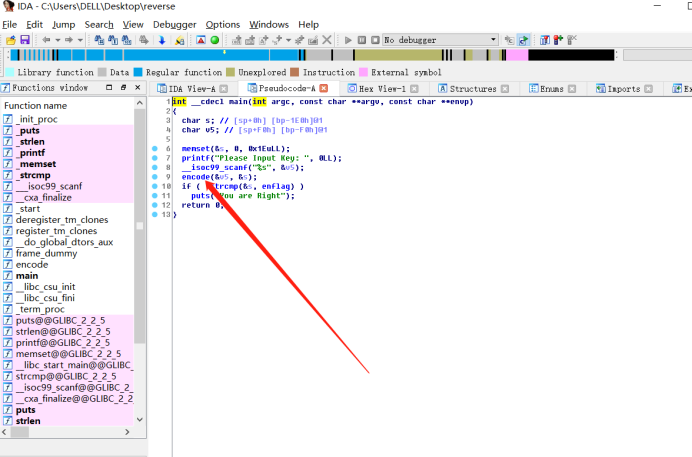 IDA - C:\Users\DELL\Desktop\reverse
File Edit Jump Search View Debugger Options Windows Help
No debugger
Library function Data Regular function Unexplored Instruction External symbol
Functions window
IDA View-A Pseudocode-A Hex View-1 Structures Enums Imports Ex
Function name
_init_proc
_puts
_strlen
_printf
_memset
_strcmp
__isoc99_scanf
__cxa_finalize
_start
deregister_tm_clones
register_tm_clones
__do_global_dtors_aux
frame_dummy
encode
main
__libc_csu_init
__libc_csu_fini
_term_proc
puts@@GLIBC_2_2_5
strlen@@GLIBC_2_2_5
printf@@GLIBC_2_2_5
memset@@GLIBC_2_2_5
__libc_start_main@@GLIBC_
strcmp@@GLIBC_2_2_5
__isoc99_scanf@@GLIBC_2_
__cxa_finalize@@GLIBC_2_
puts
strlen
1 int __cdecl main(int argc, const char **argv, const char **envp)
2 {
3 char s; // [sp+0h] [bp-1E0h]@1
4 char v5; // [sp+F0h] [bp-F0h]@1
5
6 memset(&s, 0, 0x1EuLL);
7 printf("Please Input Key: ", 0LL);
8 __isoc99_scanf("%s", &v5);
9 encode(&v5, &s);
10 if ( strcmp(&s, enflag) )
11 puts("You are Right");
12 return 0;
13 }